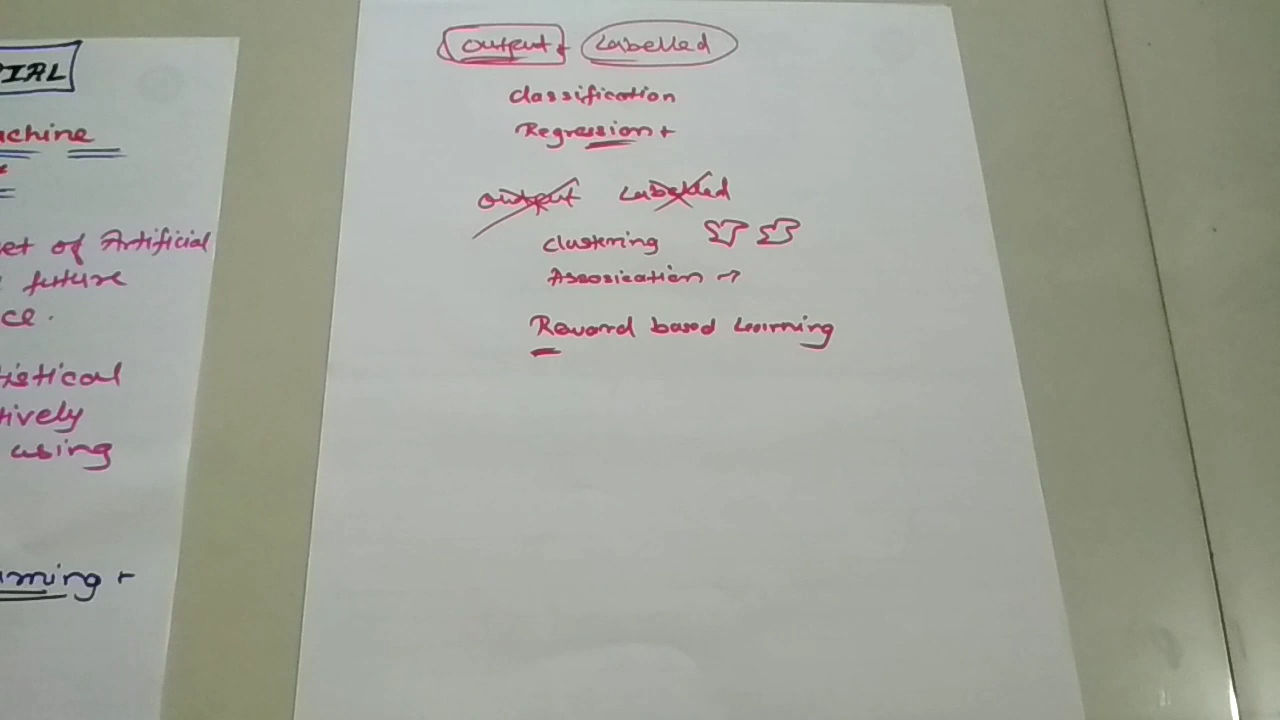 IAL
achine
et of Artificial
future
ce.
istical
tively
using
rning
Output Labelled
Classification
Regression
Output Labelled
Clustering
Assosication
Reward based Learning